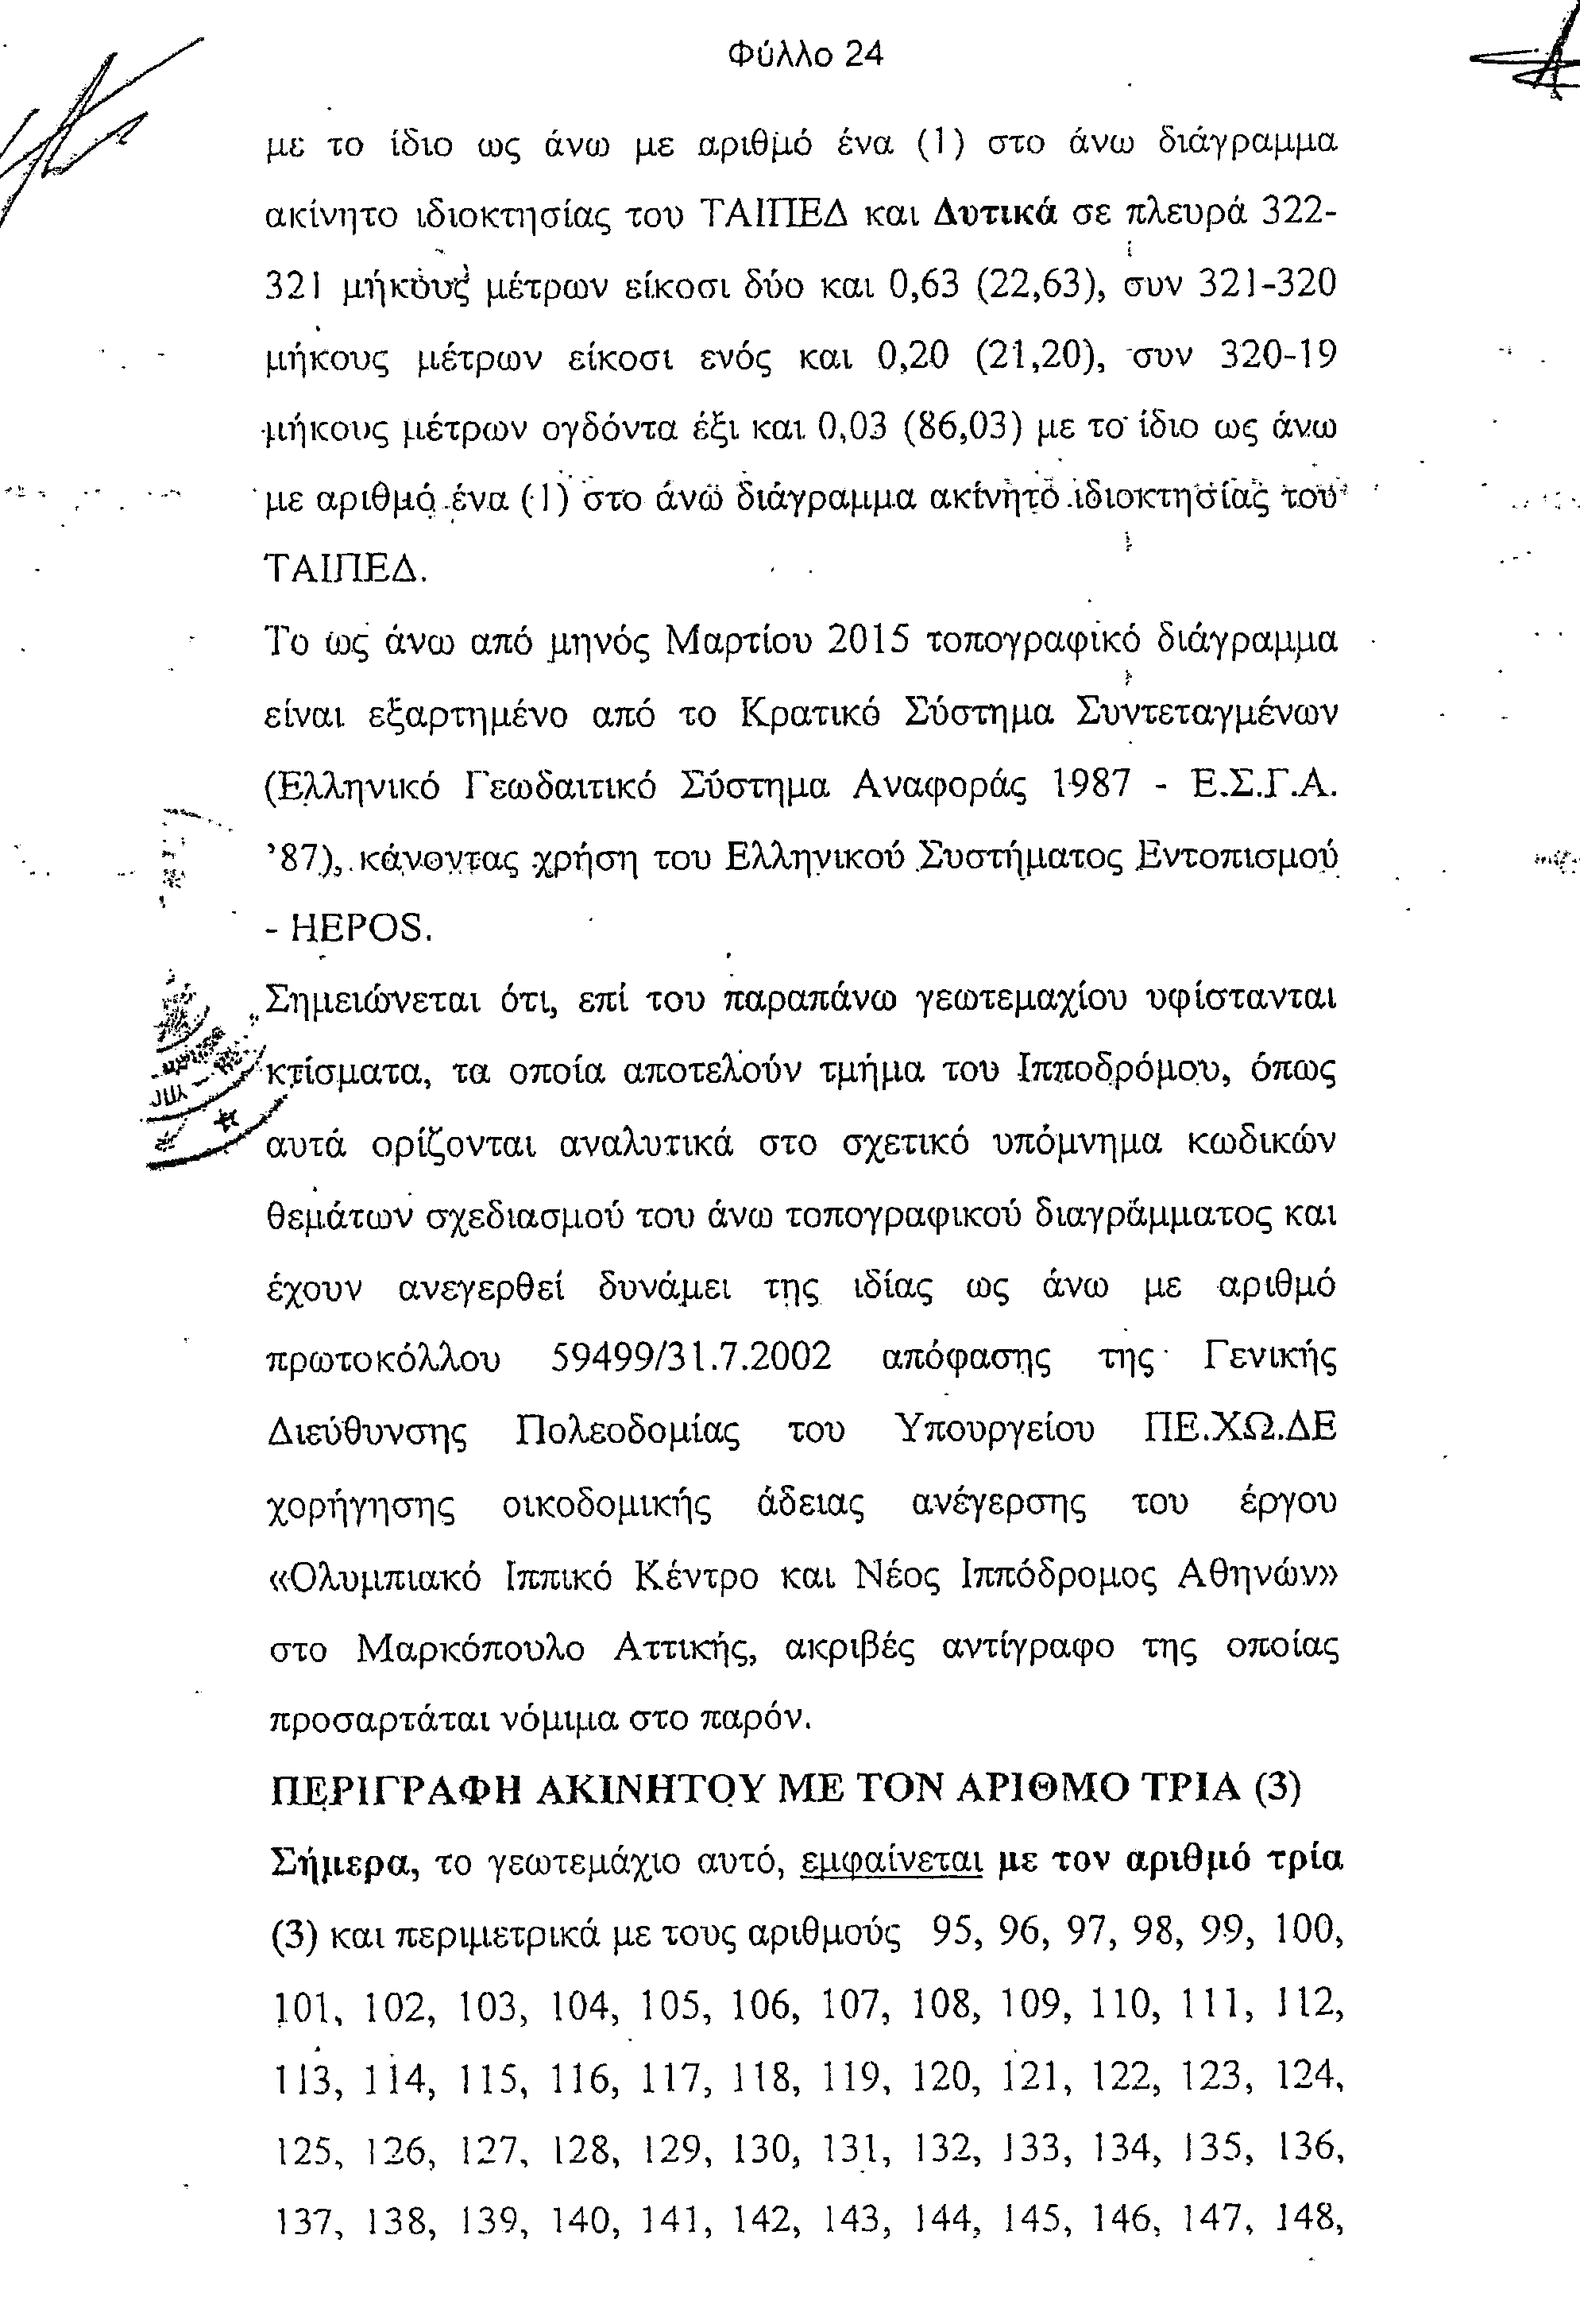 Φύλλο 24
με το ίδιο ως άνω με αριθμό ένα (1) στο άνω διάγραμμα
ακίνητο ιδιοκτησίας του ΤΑΙΠΕΔ και Δυτικά σε πλευρά 322-
321 μήκους μέτρων είκοσι δύο και 0,63 (22,63), συν 321-320
μήκους μέτρων είκοσι ενός και 0,20 (21,20), συν 320-19
μήκους μέτρων ογδόντα έξι και 0,03 (86,03) με το ίδιο ως άνω
με αριθμό ένα (1) στο άνω διάγραμμα ακίνητο ιδιοκτησίας του
ΤΑΙΠΕΔ.
Το ως άνω από μηνός Μαρτίου 2015 τοπογραφικό διάγραμμα
είναι εξαρτημένο από το Κρατικό Σύστημα Συντεταγμένων
(Ελληνικό Γεωδαιτικό Σύστημα Αναφοράς 1987 - Ε.Σ.Γ.Α.
’87), κάνοντας χρήση του Ελληνικού Συστήματος Εντοπισμού
- HEPOS.
Σημειώνεται ότι, επί του παραπάνω γεωτεμαχίου υφίστανται
κτίσματα, τα οποία αποτελούν τμήμα του Ιπποδρόμου, όπως
αυτά ορίζονται αναλυτικά στο σχετικό υπόμνημα κωδικών
θεμάτων σχεδιασμού του άνω τοπογραφικού διαγράμματος και
έχουν ανεγερθεί δυνάμει της ιδίας ως άνω με αριθμό
πρωτοκόλλου 59499/31.7.2002 απόφασης της Γενικής
Διεύθυνσης Πολεοδομίας του Υπουργείου ΠΕ.ΧΩ.ΔΕ
χορήγησης οικοδομικής άδειας ανέγερσης του έργου
«Ολυμπιακό Ιππικό Κέντρο και Νέος Ιππόδρομος Αθηνών»
στο Μαρκόπουλο Αττικής, ακριβές αντίγραφο της οποίας
προσαρτάται νόμιμα στο παρόν.
ΠΕΡΙΓΡΑΦΗ ΑΚΙΝΗΤΟΥ ΜΕ ΤΟΝ ΑΡΙΘΜΟ ΤΡΙΑ (3)
Σήμερα, το γεωτεμάχιο αυτό, εμφαίνεται με τον αριθμό τρία
(3) και περιμετρικά με τους αριθμούς 95, 96, 97, 98, 99, 100,
101, 102, 103, 104, 105, 106, 107, 108, 109, 110, 111, 112,
113, 114, 115, 116, 117, 118, 119, 120, 121, 122, 123, 124,
125, 126, 127, 128, 129, 130, 131, 132, 133, 134, 135, 136,
137, 138, 139, 140, 141, 142, 143, 144, 145, 146, 147, 148,